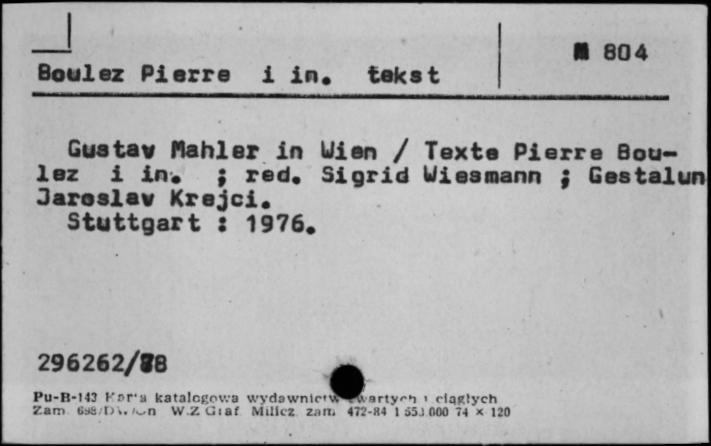 M 804
Boulez Pierre i in. tekst
Gustav Mahler in Wien / Texte Pierre Bou-
lez i in. ; red. Sigrid Wiesmann ; Gestalun
Jaroslav Krejci.
Stuttgart : 1976.
296262/88
Pu-B-143 Karta katalogowa wydawnictw zwartych i ciągłych
Zam. W.Z.Graf. Milicz zam. 472-84 1 553.000 74 × 120